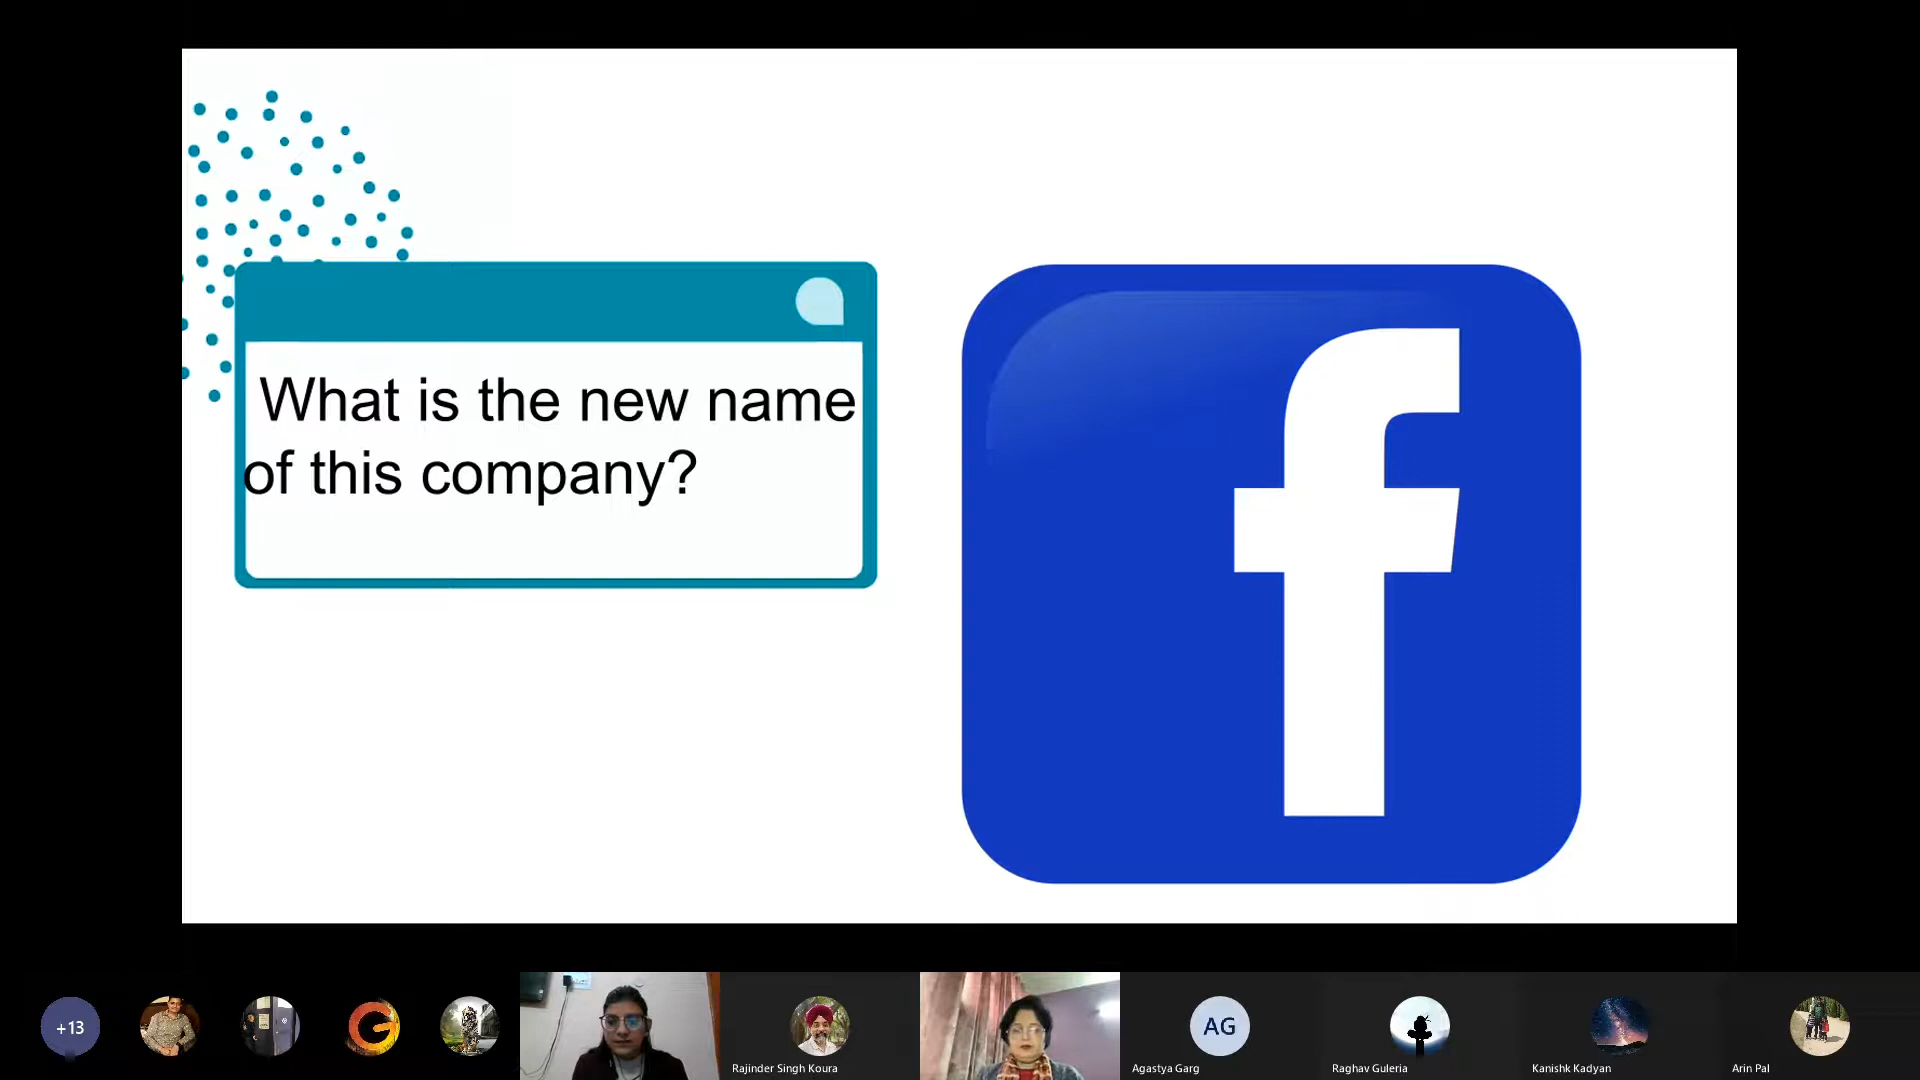 What is the new name
of this company?
f
+13
Rajinder Singh Koura
AG
Agastya Garg
Raghav Guleria
Kanishk Kadyan
Arin Pal